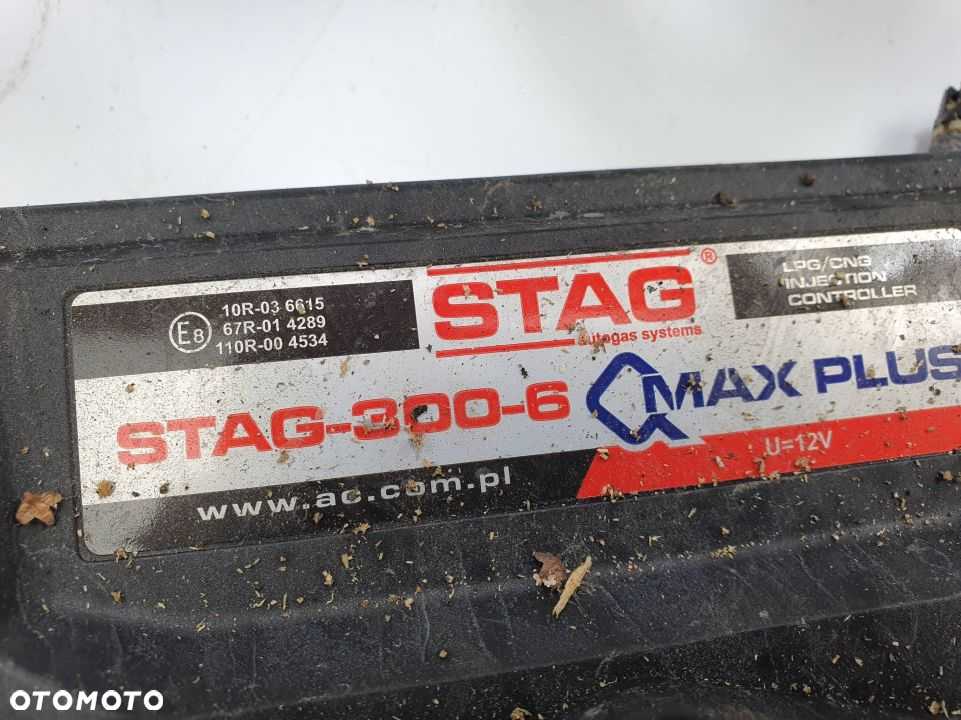 10R-03 6615
E8 67R-01 4289
110R-00 4534
STAG®
autogas systems
LPG/CNG
INJECTION
CONTROLLER
STAG-300-6 QMAX PLUS
U=12V
www.ac.com.pl
OTOMOTO